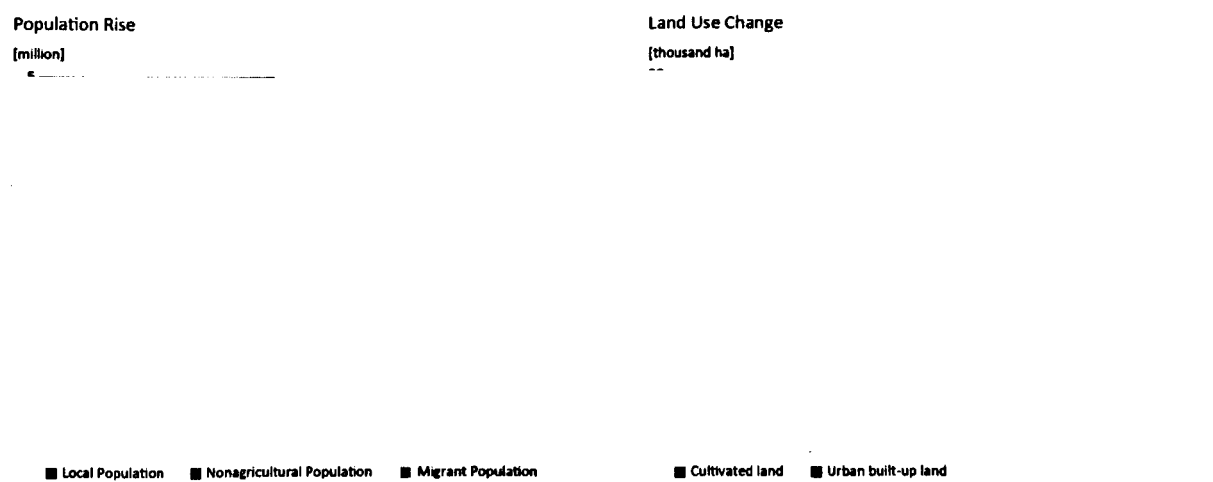 Population Rise
[million]
Land Use Change
[thousand ha]
Local Population Nonagricultural Population Migrant Population
Cultivated land Urban built-up land